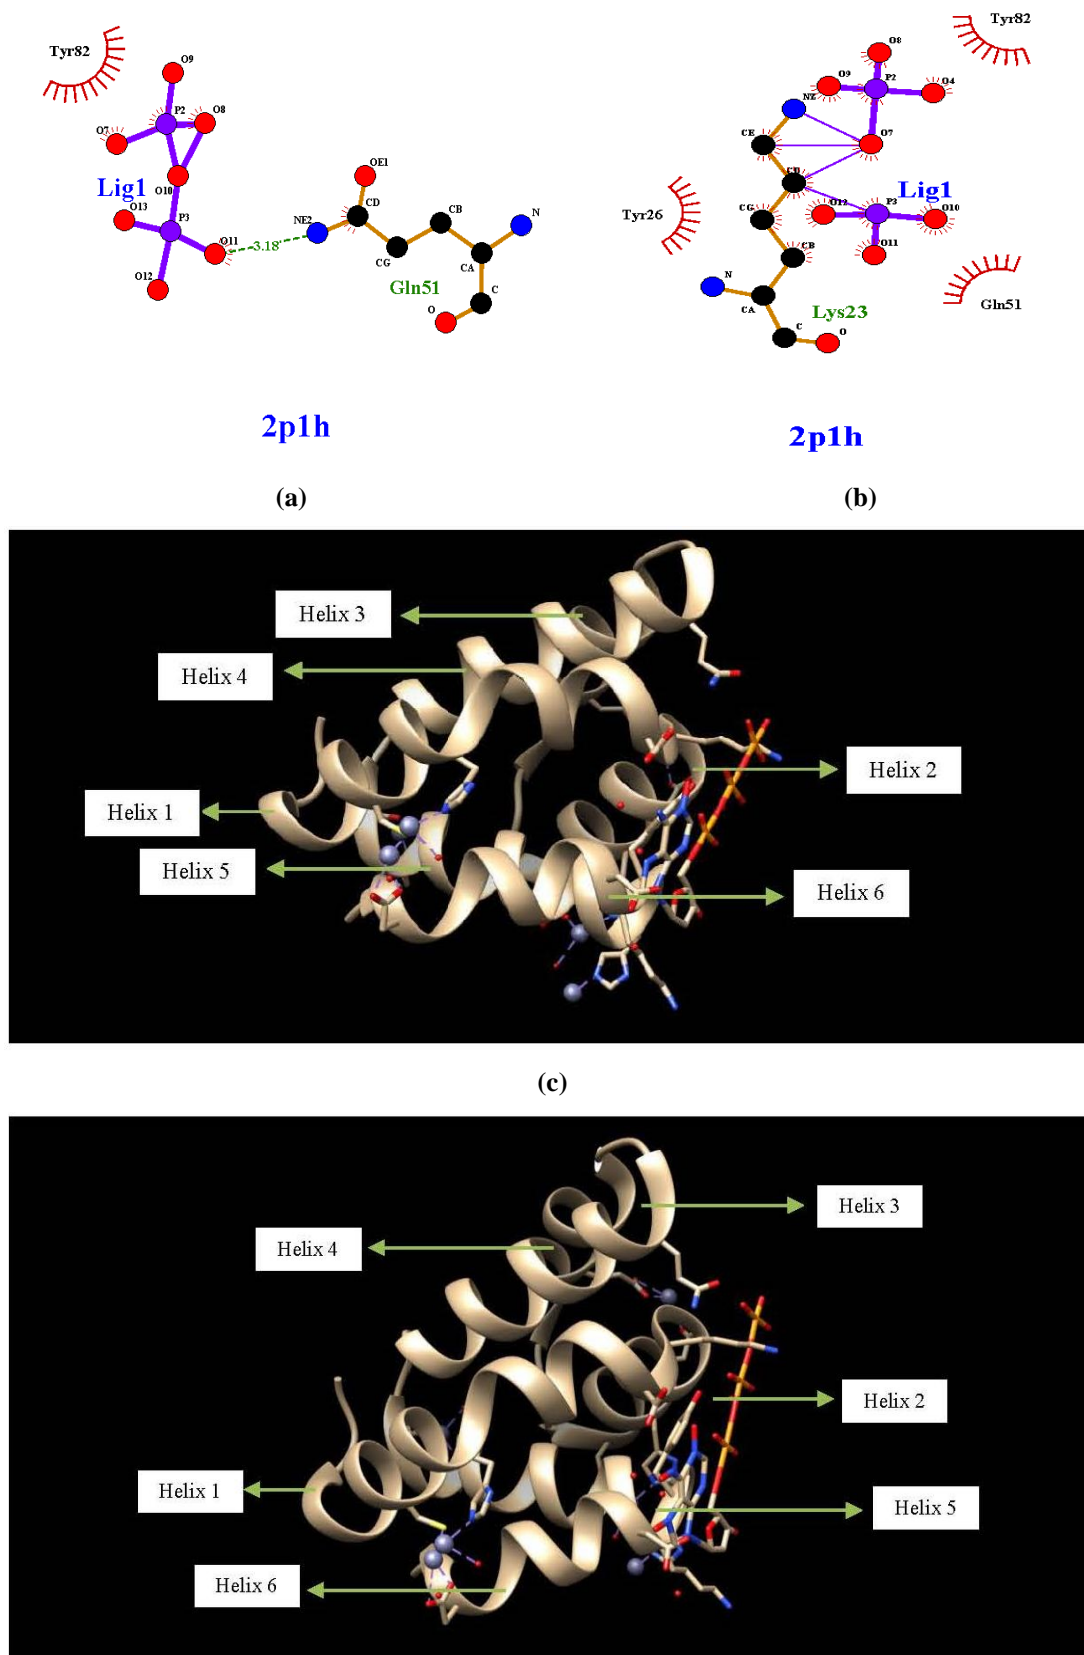 Tyr82
O9
P2
O8
O7
Lig1
O10
O13
P3
O11
O12
3.18
NE2
OE1
CD
CG
CB
N
CA
C
O
Gln51
2p1h
Tyr82
O8
O9
P2
O4
NZ
CE
O7
CD
Lig1
Tyr26
CG
O12
P3
O10
O11
CB
N
CA
Lys23
C
O
Gln51
2p1h
(a)
(b)
Helix 3
Helix 4
Helix 2
Helix 1
Helix 5
Helix 6
(c)
Helix 3
Helix 4
Helix 2
Helix 1
Helix 5
Helix 6